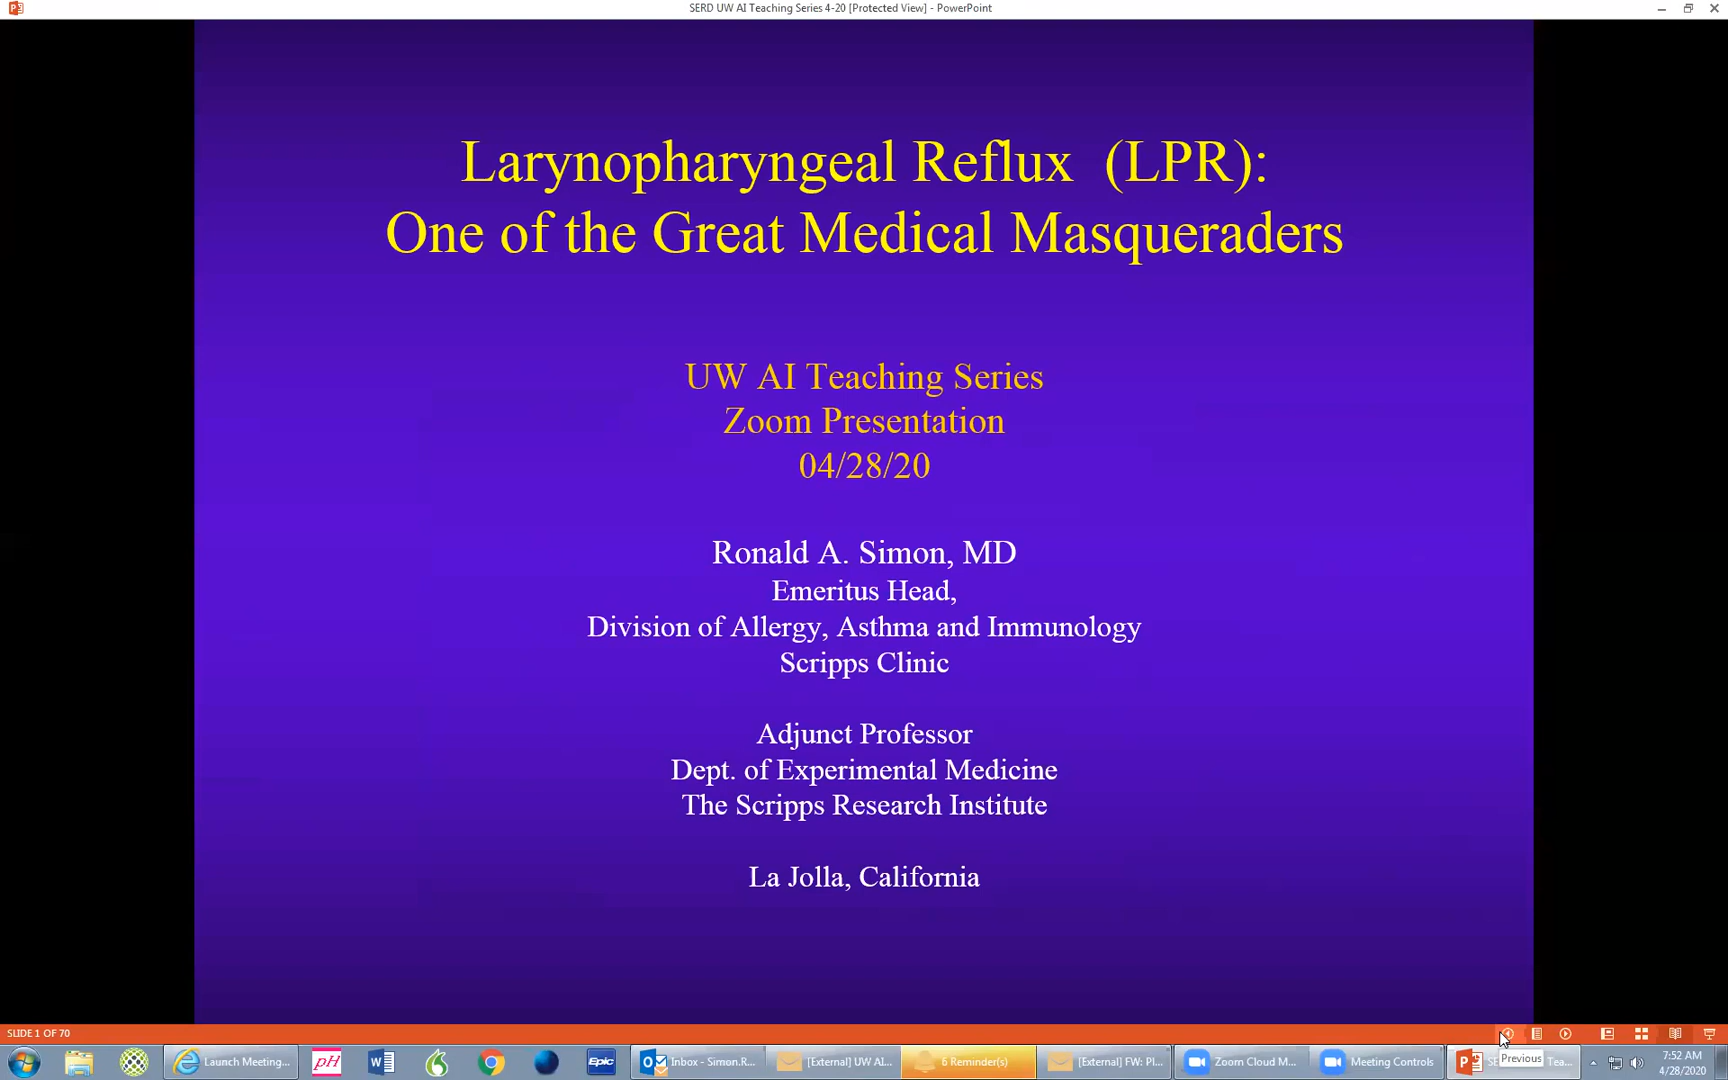 SERD UW AI Teaching Series 4-20 [Protected View] - PowerPoint
Larynopharyngeal Reflux (LPR):
One of the Great Medical Masqueraders
UW AI Teaching Series
Zoom Presentation
04/28/20
Ronald A. Simon, MD
Emeritus Head,
Division of Allergy, Asthma and Immunology
Scripps Clinic
Adjunct Professor
Dept. of Experimental Medicine
The Scripps Research Institute
La Jolla, California
SLIDE 1 OF 70
Launch Meeting...
pH
Epic
Inbox - Simon.R...
[External] UW AI...
6 Reminder(s)
[External] FW: Pl...
Zoom Cloud M...
Meeting Controls
Tea...
Previous
7:52 AM
4/28/2020